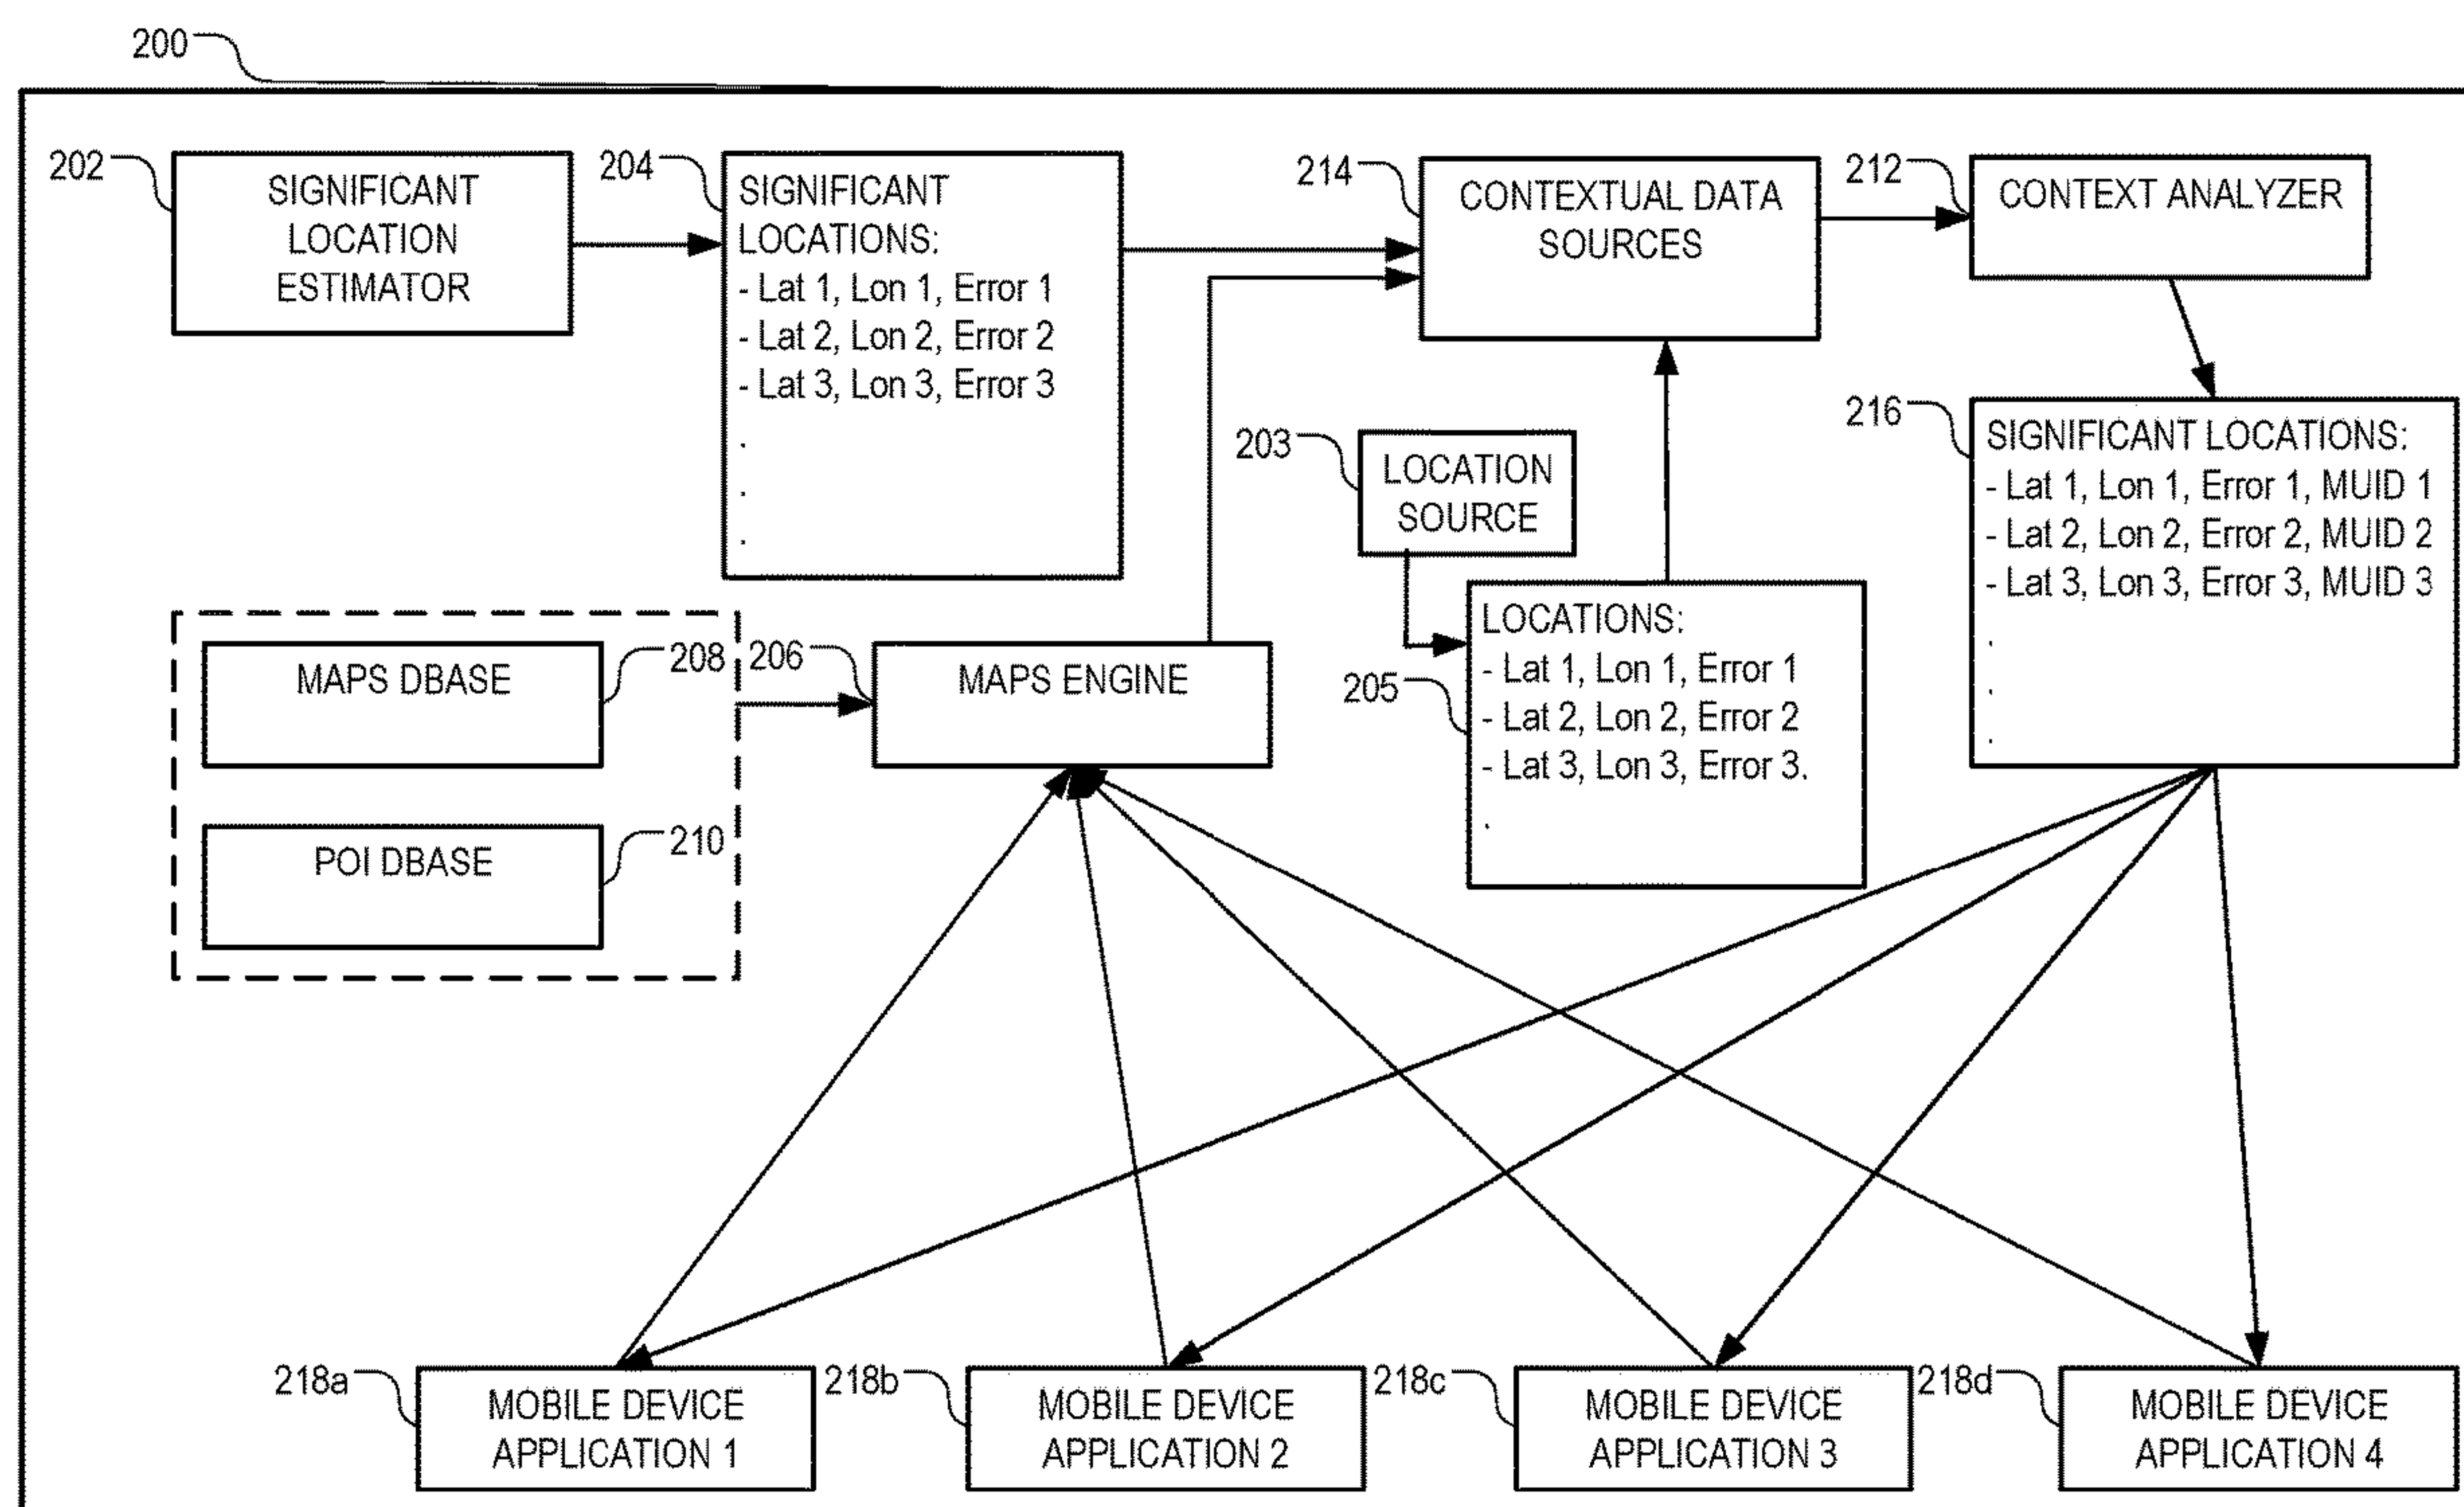 200
202
SIGNIFICANT
LOCATION
ESTIMATOR
204
SIGNIFICANT
LOCATIONS:
- Lat 1, Lon 1, Error 1
- Lat 2, Lon 2, Error 2
- Lat 3, Lon 3, Error 3
.
.
.
214
CONTEXTUAL DATA
SOURCES
212
CONTEXT ANALYZER
203
LOCATION
SOURCE
216
SIGNIFICANT LOCATIONS:
- Lat 1, Lon 1, Error 1, MUID 1
- Lat 2, Lon 2, Error 2, MUID 2
- Lat 3, Lon 3, Error 3, MUID 3
.
.
.
MAPS DBASE
208
206
MAPS ENGINE
205
LOCATIONS:
- Lat 1, Lon 1, Error 1
- Lat 2, Lon 2, Error 2
- Lat 3, Lon 3, Error 3.
.
POI DBASE
210
218a
MOBILE DEVICE
APPLICATION 1
218b
MOBILE DEVICE
APPLICATION 2
218c
MOBILE DEVICE
APPLICATION 3
218d
MOBILE DEVICE
APPLICATION 4